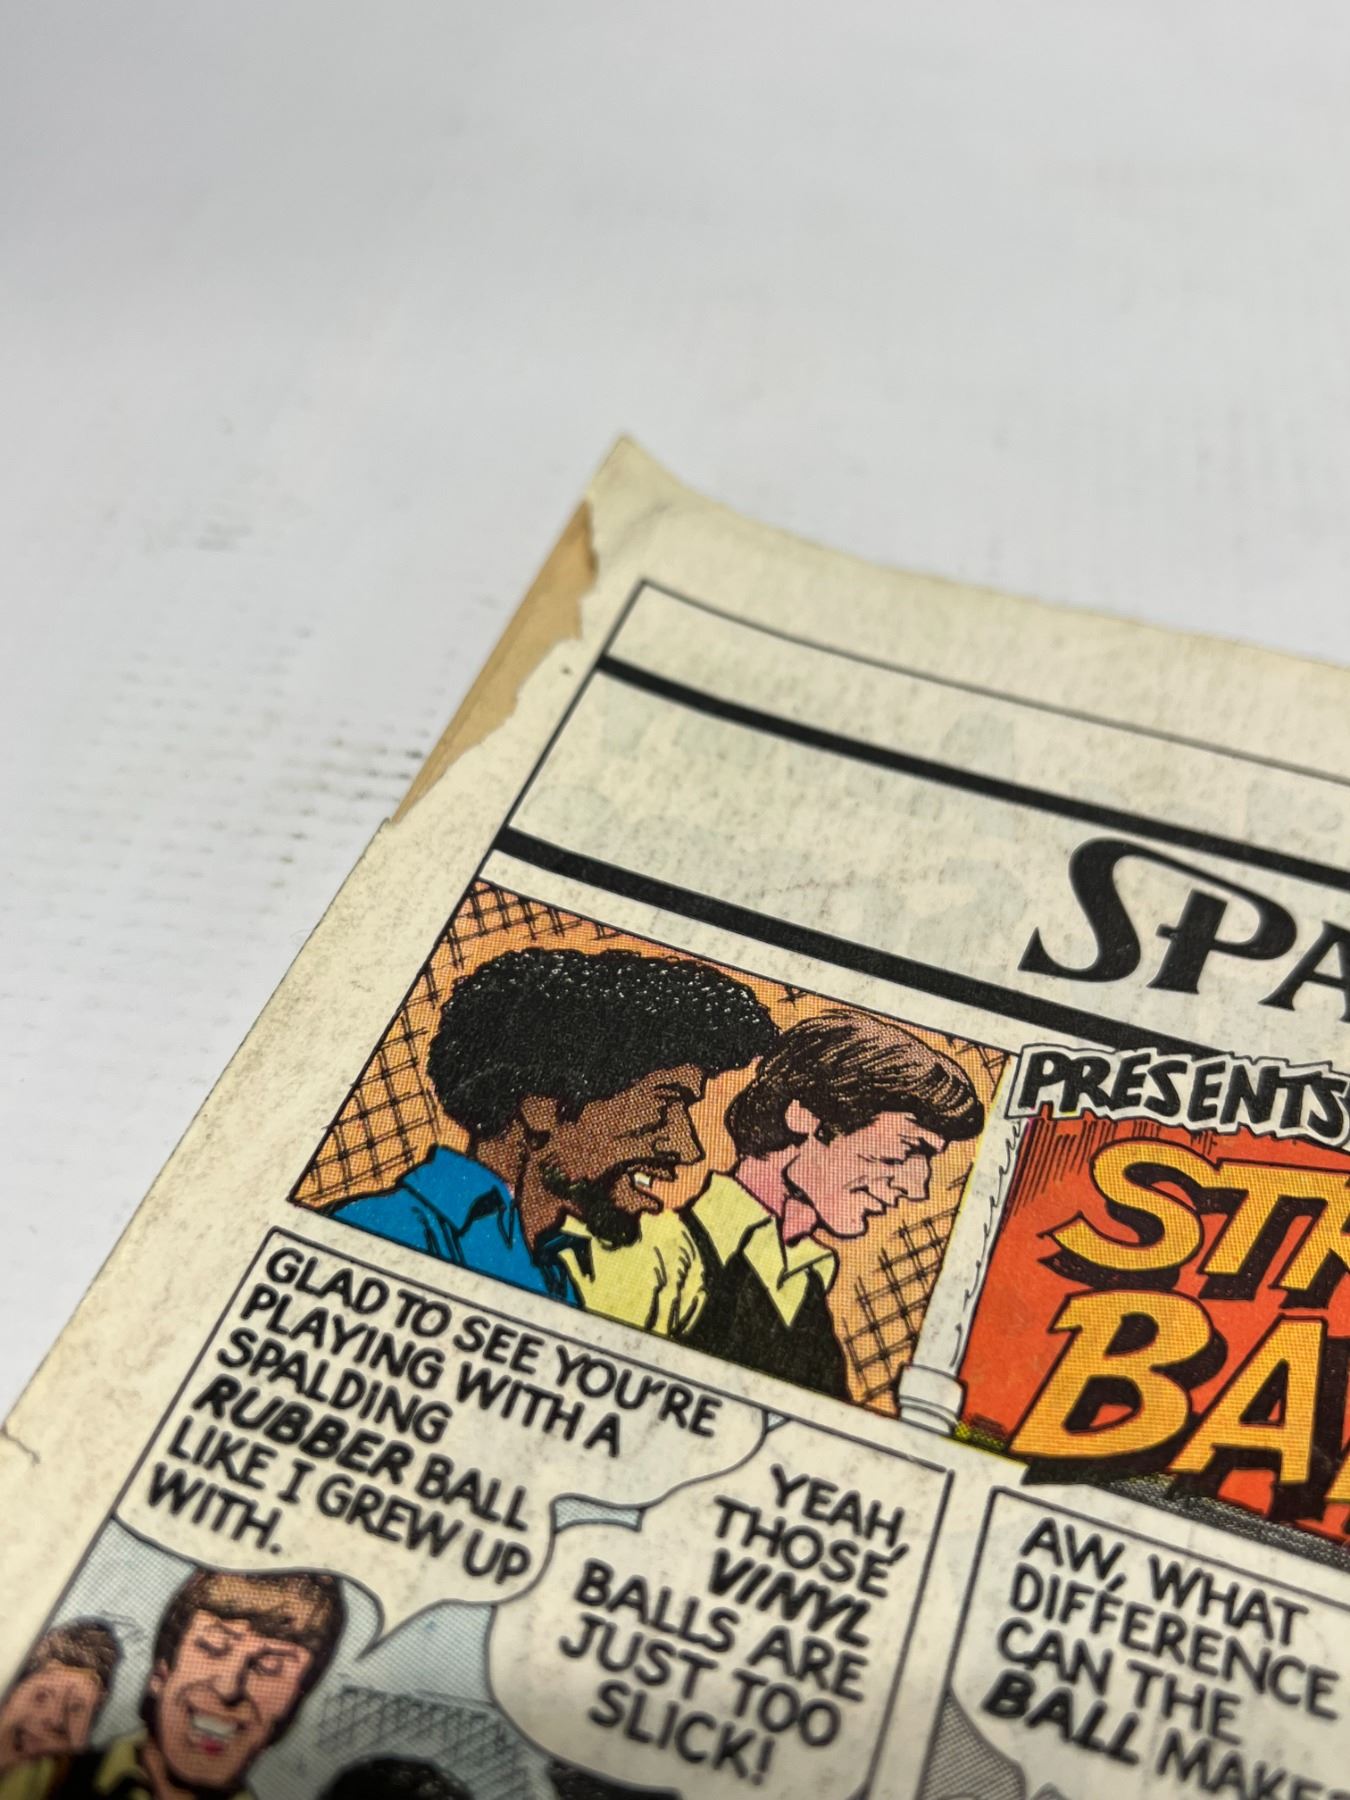 SPA
PRESENTS
STR
BA
GLAD TO SEE YOU'RE
PLAYING WITH A
SPALDING
RUBBER BALL
LIKE I GREW UP
WITH.
YEAH,
THOSE
VINYL
BALLS ARE
JUST TOO
SLICK!
AW, WHAT
DIFFERENCE
CAN THE
BALL MAKE